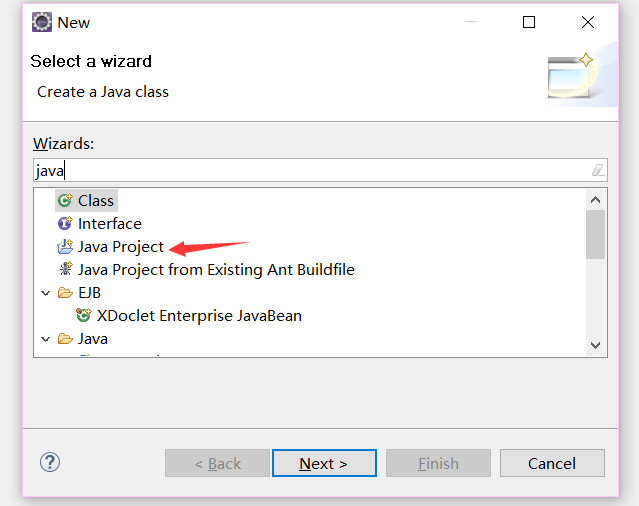 New
Select a wizard
Create a Java class
Wizards:
java
Class
Interface
Java Project
Java Project from Existing Ant Buildfile
EJB
XDoclet Enterprise JavaBean
Java
< Back
Next >
Finish
Cancel